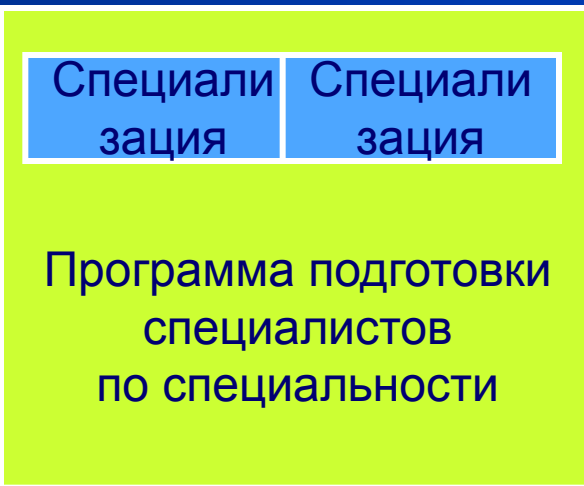 Специали Специали
зация зация
Программа подготовки
специалистов
по специальности